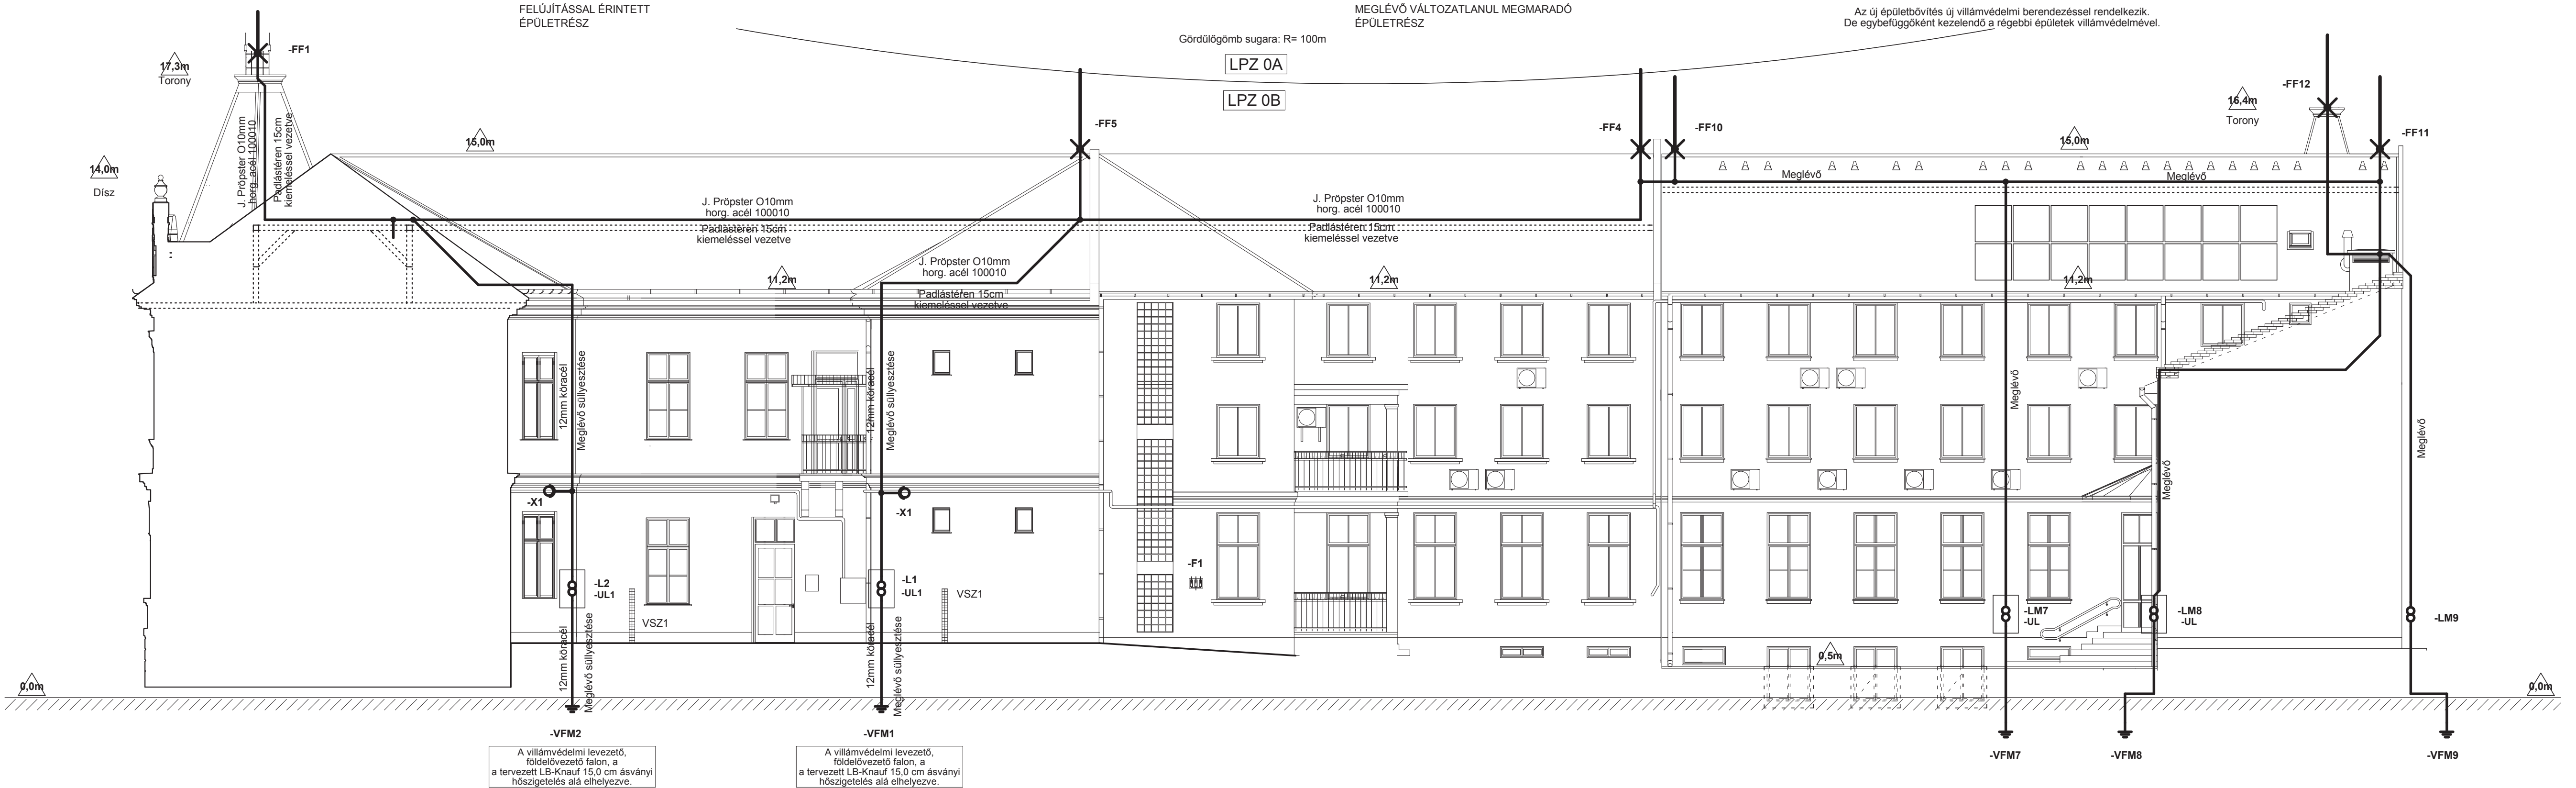 FELÚJÍTÁSSAL ÉRINTETT
ÉPÜLETRÉSZ
MEGLÉVŐ VÁLTOZATLANUL MEGMARADÓ
ÉPÜLETRÉSZ
Az új épületbővítés új villámvédelmi berendezéssel rendelkezik.
De egybefüggőként kezelendő a régebbi épületek villámvédelmével.
Gördülőgömb sugara: R= 100m
LPZ 0A
LPZ 0B
-FF1
17,3m
Torony
14,0m
Dísz
J. Pröpster O10mm
horg. acél 100010
Padlástéren 15cm
kiemeléssel vezetve
15,0m
-FF5
-FF4
-FF10
15,0m
16,4m
Torony
-FF12
-FF11
Meglévő
Meglévő
J. Pröpster O10mm
horg. acél 100010
Padlástéren 15cm
kiemeléssel vezetve
J. Pröpster O10mm
horg. acél 100010
Padlástéren 15cm
kiemeléssel vezetve
J. Pröpster O10mm
horg. acél 100010
Padlástéren 15cm
kiemeléssel vezetve
11,2m
11,2m
11,2m
12mm köracél
Meglévő süllyesztése
12mm köracél
Meglévő süllyesztése
Meglévő
Meglévő
Meglévő
-X1
-X1
-F1
-L2
-UL1
VSZ1
-L1
-UL1
VSZ1
-LM7
-UL
-LM8
-UL
-LM9
12mm köracél
Meglévő süllyesztése
12mm köracél
Meglévő süllyesztése
0,5m
0,0m
0,0m
-VFM2
A villámvédelmi levezető,
földelővezető falon, a
a tervezett LB-Knauf 15,0 cm ásványi
hőszigetelés alá elhelyezve.
-VFM1
A villámvédelmi levezető,
földelővezető falon, a
a tervezett LB-Knauf 15,0 cm ásványi
hőszigetelés alá elhelyezve.
-VFM7
-VFM8
-VFM9